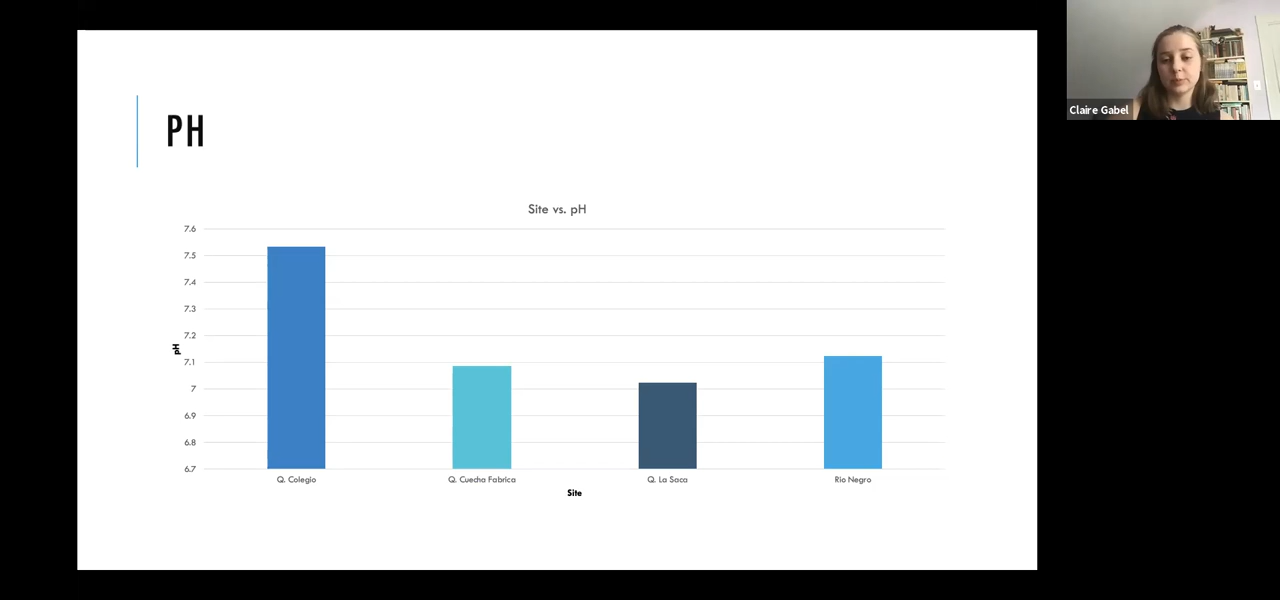 PH
Site vs. pH
7.6
7.5
7.4
7.3
7.2
7.1
7
6.9
6.8
6.7
pH
Q. Colegio
Q. Cuecha Fabrica
Q. La Saca
Rio Negro
Site
Claire Gabel